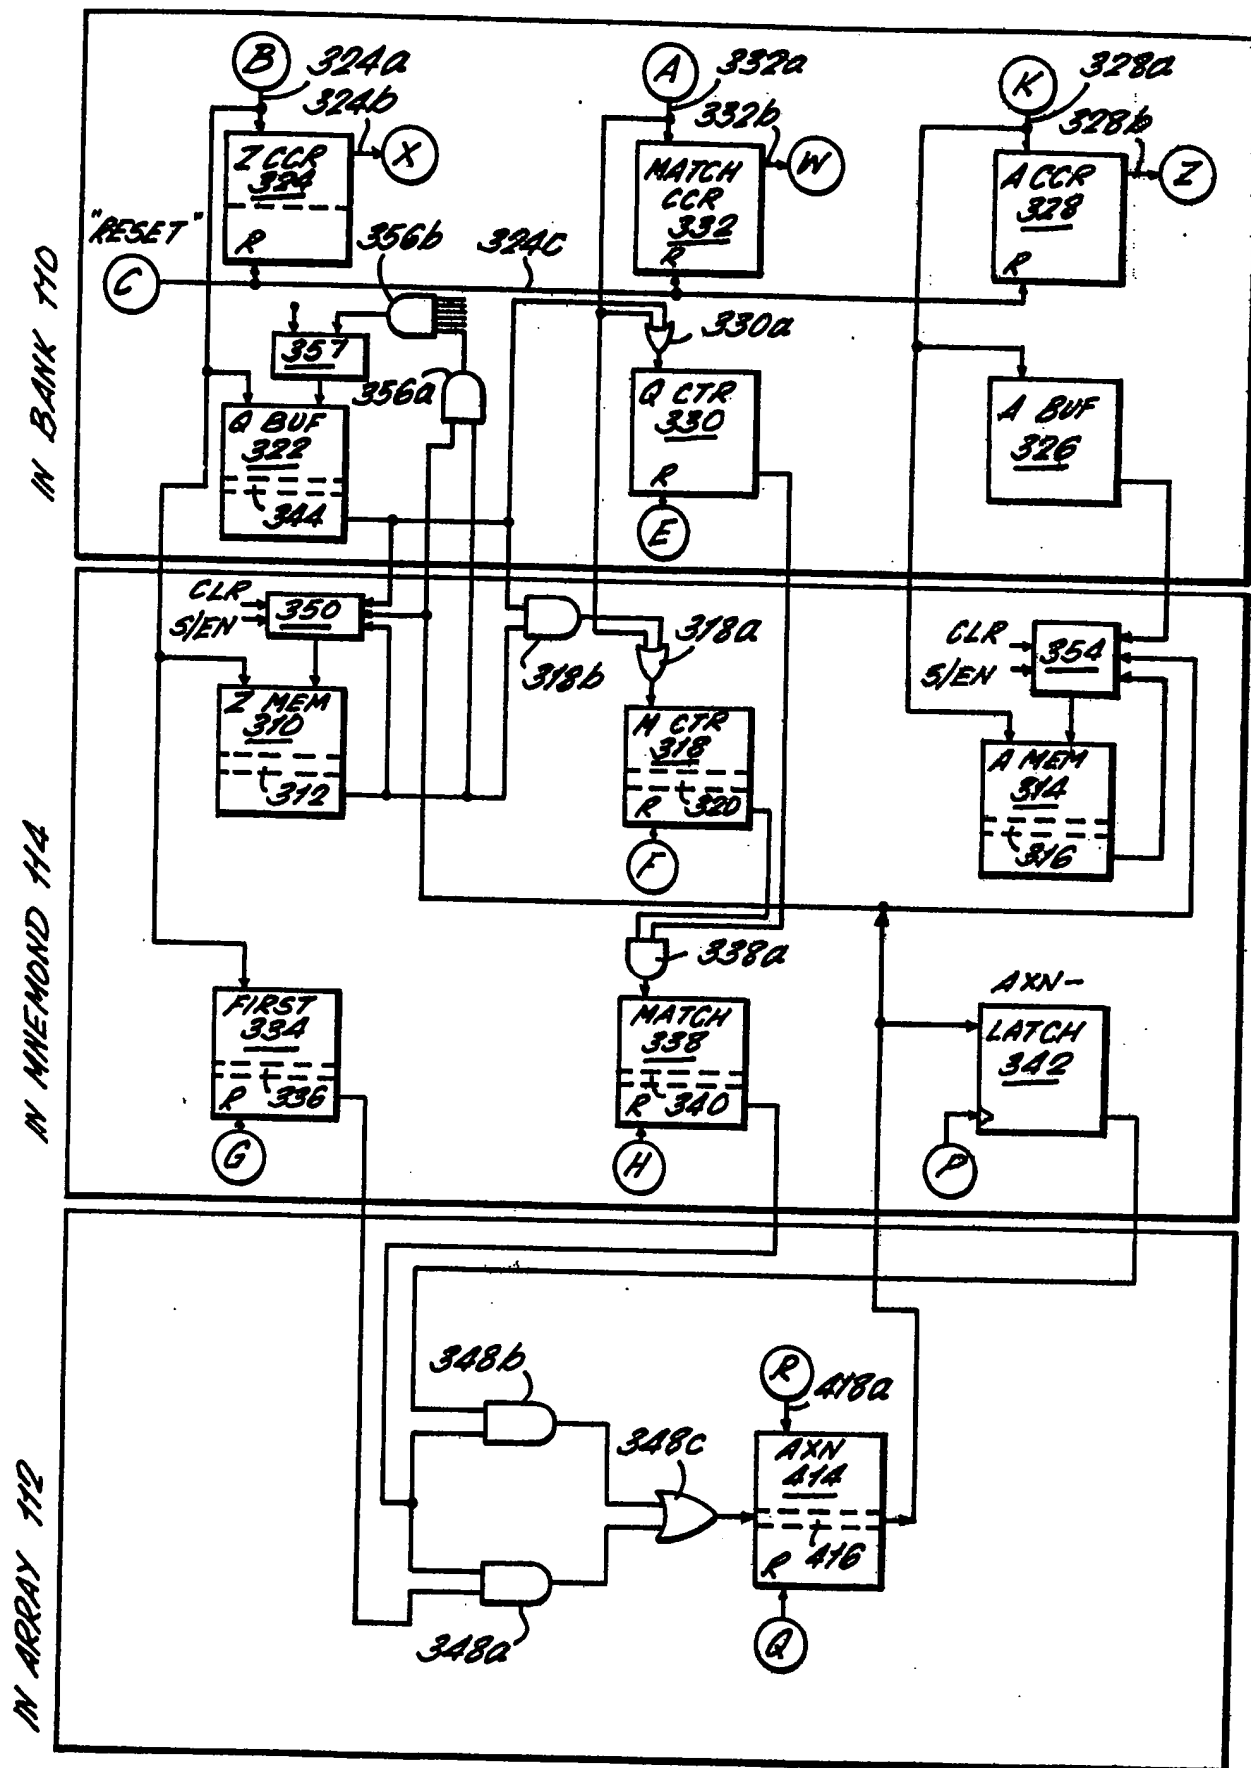 IN BANK 110
B
324a
324b
X
Z CCR
324
R
"RESET"
C
356b
324c
A
332a
332b
W
MATCH
CCR
332
R
K
328a
328b
Z
A CCR
328
R
357
356a
330a
Q BUF
322
344
Q CTR
330
R
E
A BUF
326
IN MNEMOND 114
CLR
S/EN
350
318b
318a
CLR
S/EN
354
Z MEM
310
312
M CTR
318
320
R
F
A MEM
314
316
338a
FIRST
334
336
R
G
MATCH
338
340
R
H
AXN-
LATCH
342
P
IN ARRAY 112
348b
348c
348a
R
418a
AXN
414
416
R
Q